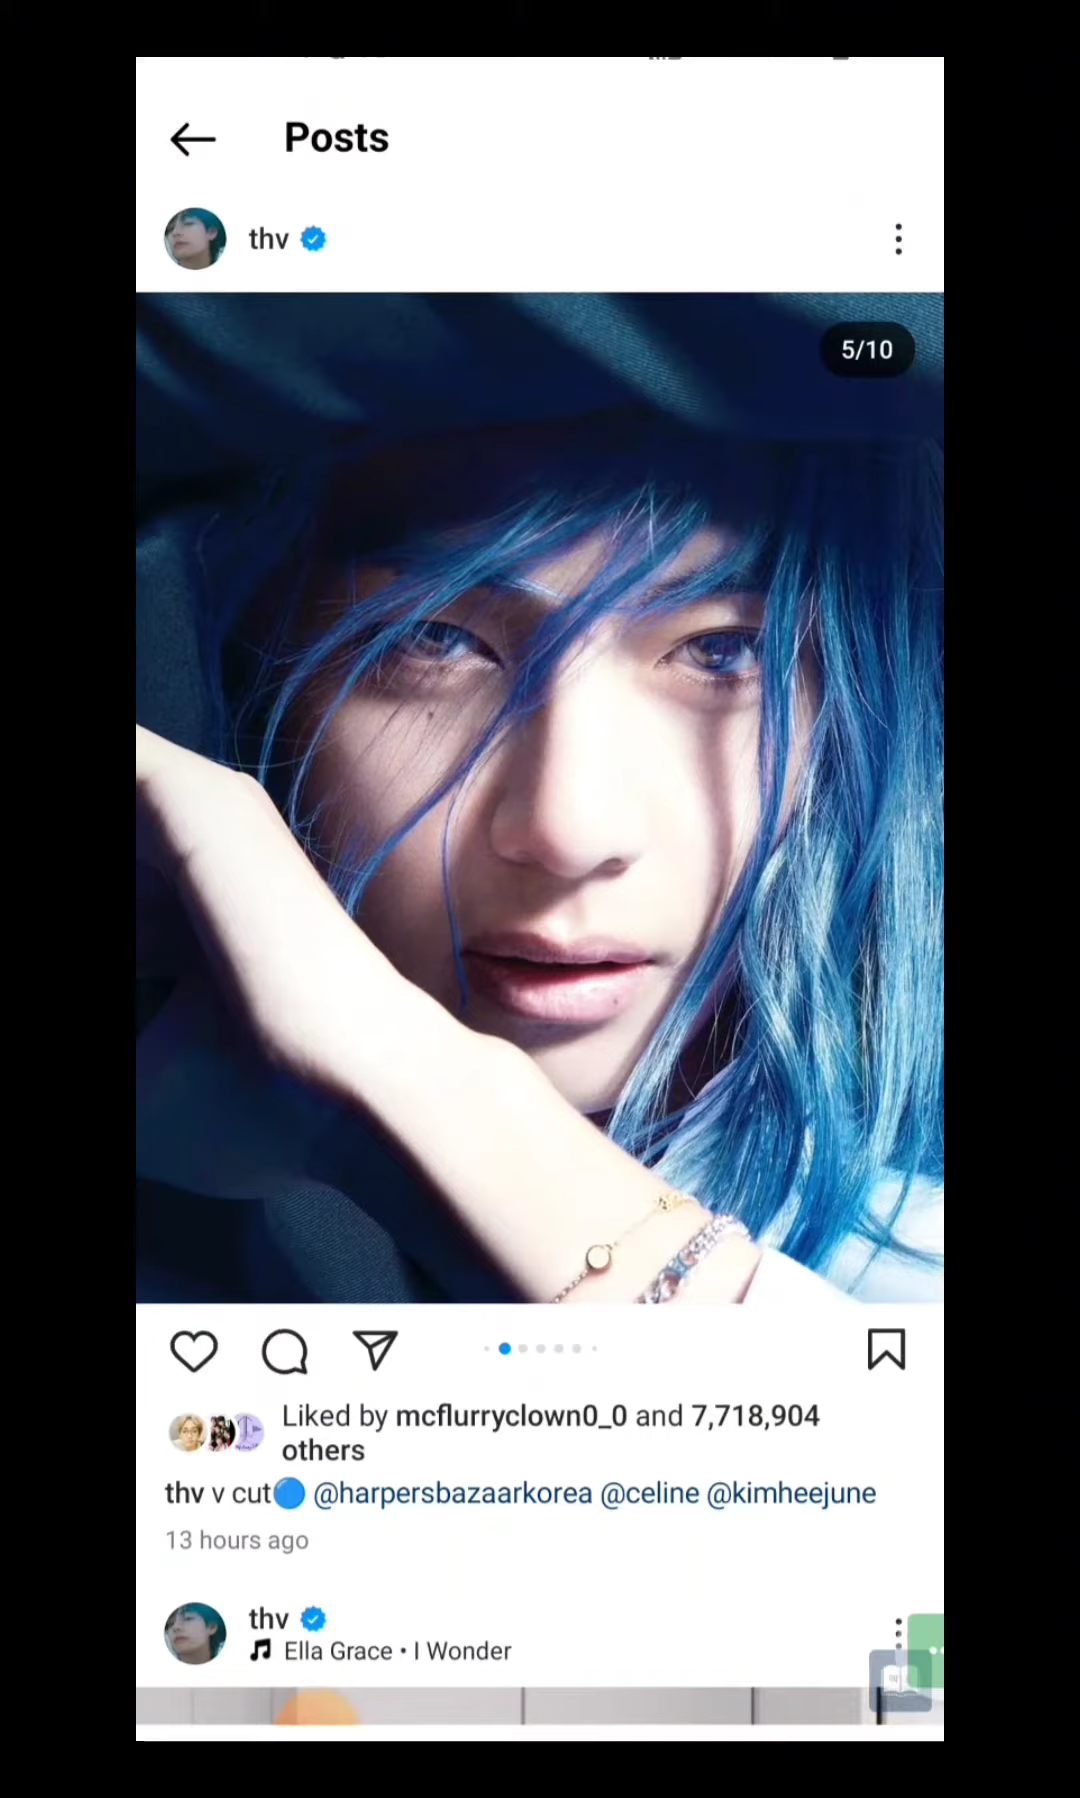 Posts
thv
5/10
Liked by mcflurryclown0_0 and 7,718,904
others
thv v cut🔵 @harpersbazaarkorea @celine @kimheejune
13 hours ago
thv
Ella Grace • I Wonder